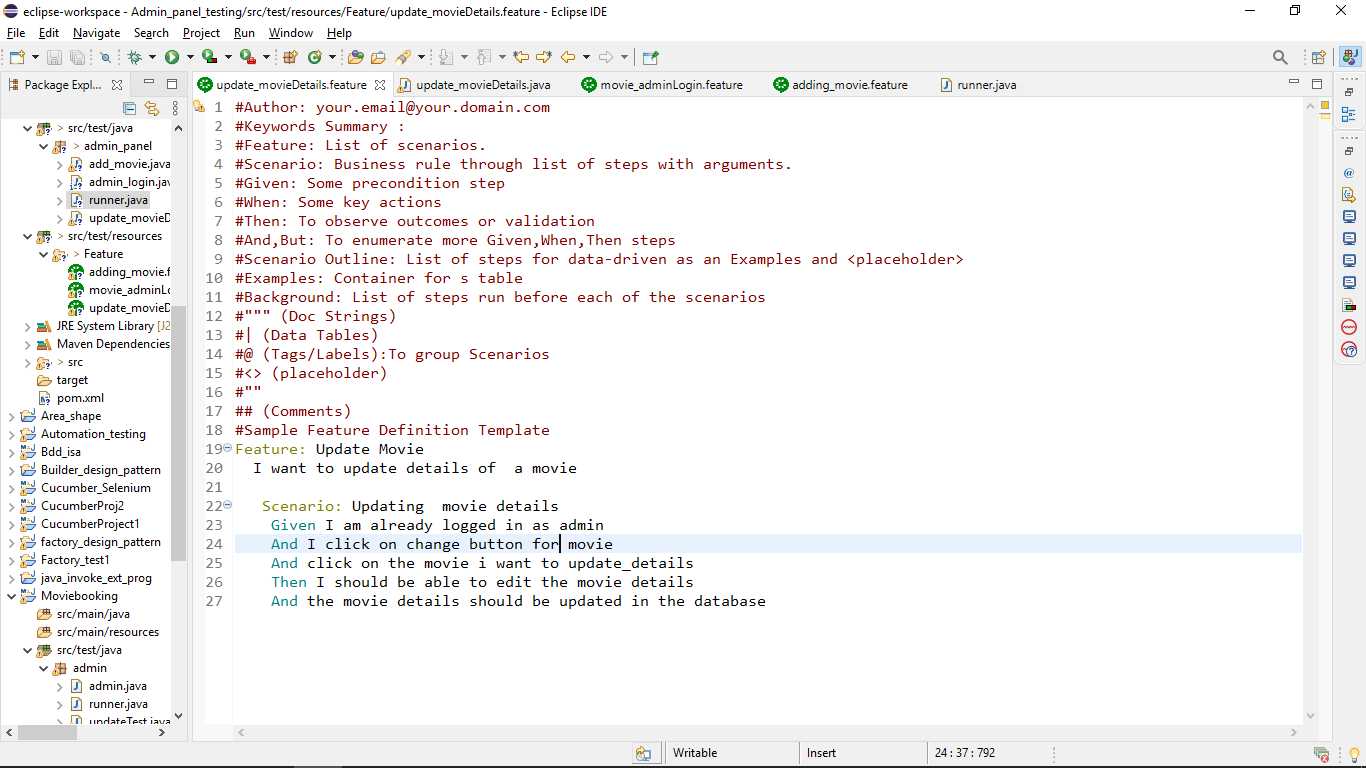 eclipse-workspace - Admin_panel_testing/src/test/resources/Feature/update_movieDetails.feature - Eclipse IDE
File Edit Navigate Search Project Run Window Help
Package Expl...
update_movieDetails.feature update_movieDetails.java movie_adminLogin.feature adding_movie.feature runner.java
> src/test/java
> admin_panel
add_movie.java
admin_login.jav
runner.java
update_movieD
> src/test/resources
> Feature
adding_movie.f
movie_adminLo
update_movieD
JRE System Library [J2
Maven Dependencies
> src
target
pom.xml
Area_shape
Automation_testing
Bdd_isa
Builder_design_pattern
Cucumber_Selenium
CucumberProj2
CucumberProject1
factory_design_pattern
Factory_test1
java_invoke_ext_prog
Moviebooking
src/main/java
src/main/resources
src/test/java
admin
admin.java
runner.java
updateTest.java
1 #Author: your.email@your.domain.com
2 #Keywords Summary :
3 #Feature: List of scenarios.
4 #Scenario: Business rule through list of steps with arguments.
5 #Given: Some precondition step
6 #When: Some key actions
7 #Then: To observe outcomes or validation
8 #And,But: To enumerate more Given,When,Then steps
9 #Scenario Outline: List of steps for data-driven as an Examples and <placeholder>
10 #Examples: Container for s table
11 #Background: List of steps run before each of the scenarios
12 #""" (Doc Strings)
13 #| (Data Tables)
14 #@ (Tags/Labels):To group Scenarios
15 #<> (placeholder)
16 #""
17 ## (Comments)
18 #Sample Feature Definition Template
19 Feature: Update Movie
20 I want to update details of  a movie
21
22 Scenario: Updating  movie details
23 Given I am already logged in as admin
24 And I click on change button for movie
25 And click on the movie i want to update_details
26 Then I should be able to edit the movie details
27 And the movie details should be updated in the database
Writable Insert 24 : 37 : 792